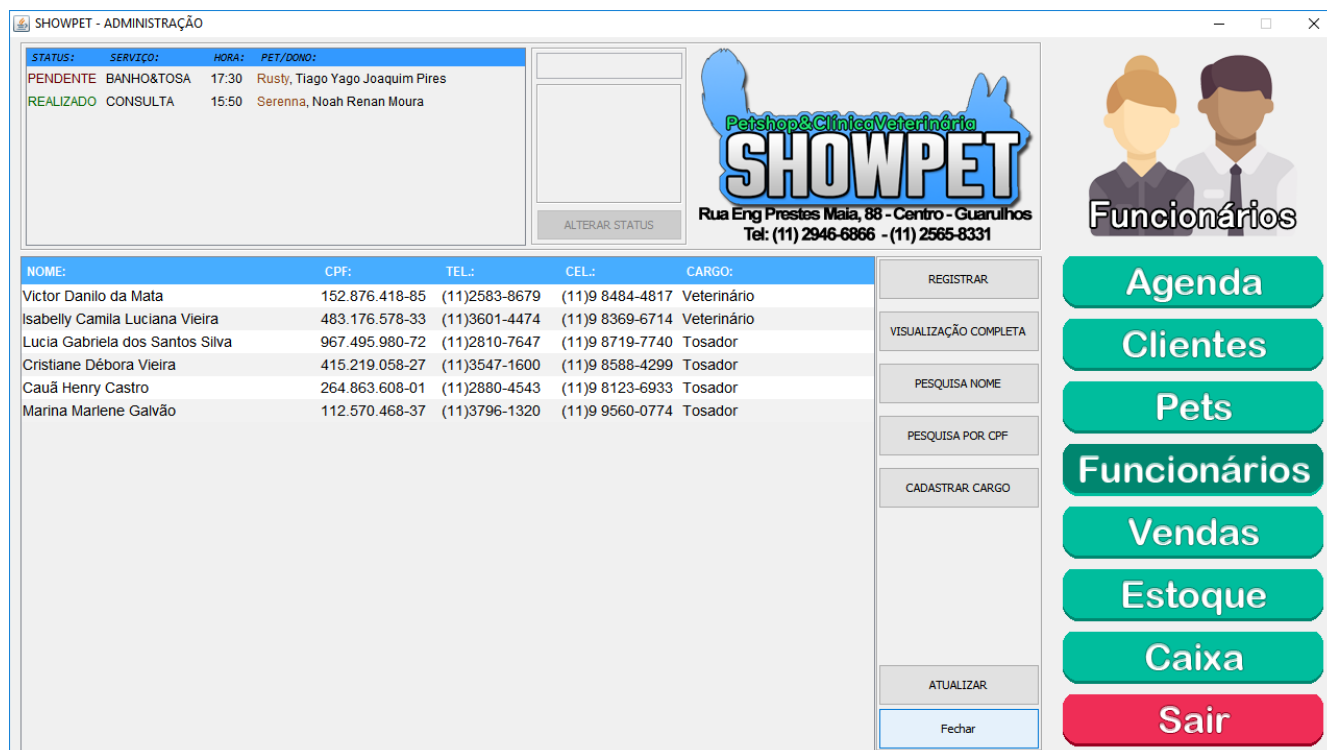 SHOWPET - ADMINISTRAÇÃO
STATUS: SERVIÇO: HORA: PET/DONO:
PENDENTE BANHO&TOSA 17:30 Rusty, Tiago Yago Joaquim Pires
REALIZADO CONSULTA 15:50 Serenna, Noah Renan Moura
ALTERAR STATUS
Petshop&ClínicaVeterinária
SHOWPET
Rua Eng Prestes Maia, 88 - Centro - Guarulhos
Tel: (11) 2946-6866 - (11) 2565-8331
Funcionários
NOME: CPF: TEL.: CEL.: CARGO:
Victor Danilo da Mata 152.876.418-85 (11)2583-8679 (11)9 8484-4817 Veterinário
Isabelly Camila Luciana Vieira 483.176.578-33 (11)3601-4474 (11)9 8369-6714 Veterinário
Lucia Gabriela dos Santos Silva 967.495.980-72 (11)2810-7647 (11)9 8719-7740 Tosador
Cristiane Débora Vieira 415.219.058-27 (11)3547-1600 (11)9 8588-4299 Tosador
Cauã Henry Castro 264.863.608-01 (11)2880-4543 (11)9 8123-6933 Tosador
Marina Marlene Galvão 112.570.468-37 (11)3796-1320 (11)9 9560-0774 Tosador
REGISTRAR
VISUALIZAÇÃO COMPLETA
PESQUISA NOME
PESQUISA POR CPF
CADASTRAR CARGO
ATUALIZAR
Fechar
Agenda
Clientes
Pets
Funcionários
Vendas
Estoque
Caixa
Sair